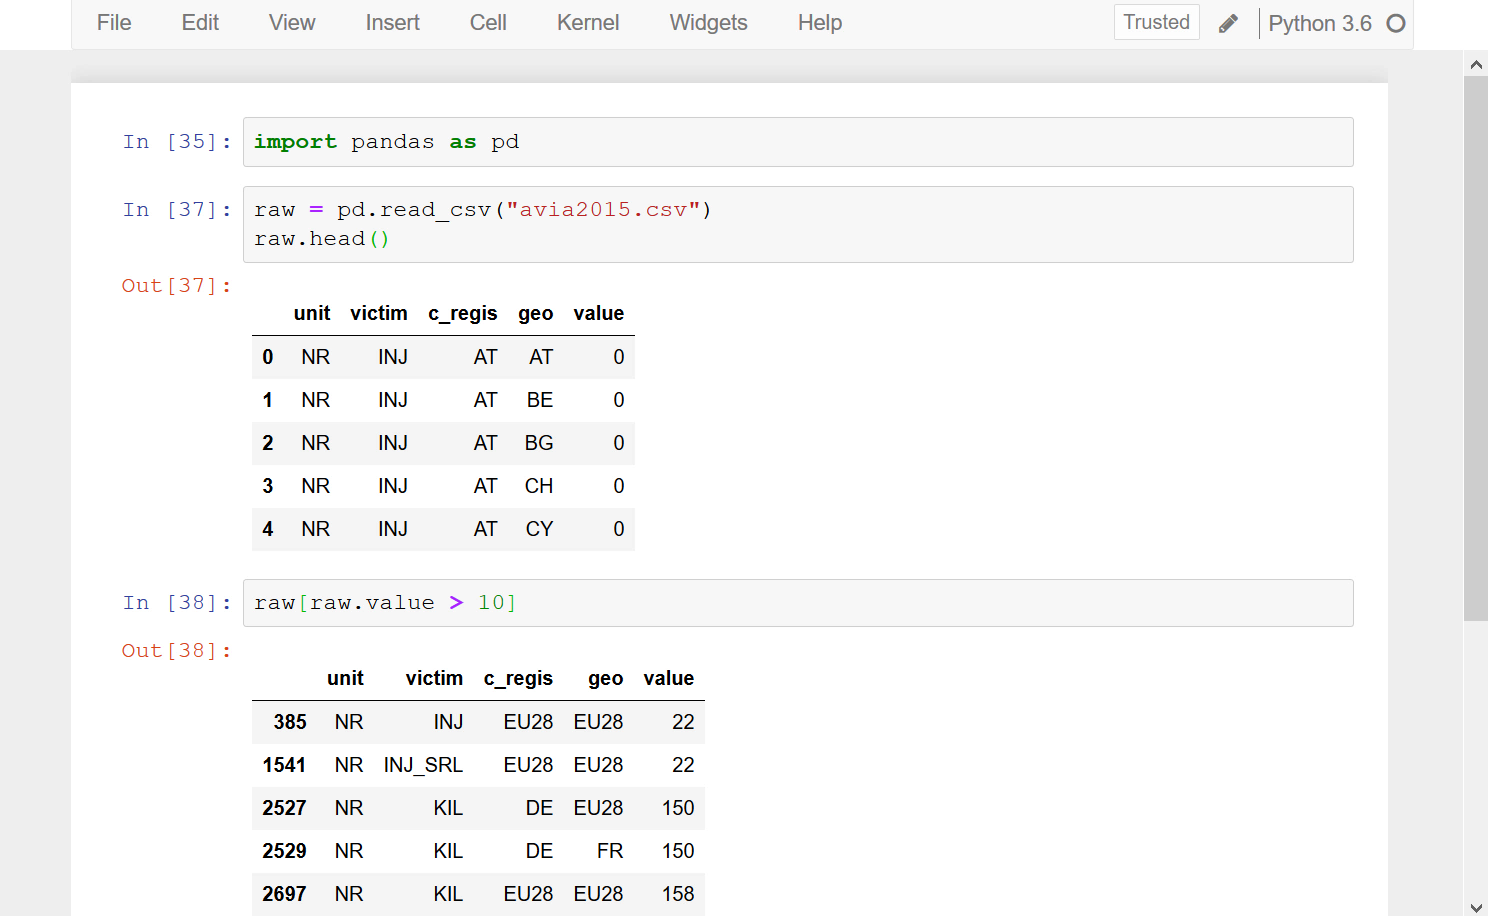 File Edit View Insert Cell Kernel Widgets Help Trusted Python 3.6
In [35]: import pandas as pd
In [37]: raw = pd.read_csv("avia2015.csv")
raw.head()
Out[37]:
unit victim c_regis geo value
0 NR INJ AT AT 0
1 NR INJ AT BE 0
2 NR INJ AT BG 0
3 NR INJ AT CH 0
4 NR INJ AT CY 0
In [38]: raw[raw.value > 10]
Out[38]:
unit victim c_regis geo value
385 NR INJ EU28 EU28 22
1541 NR INJ_SRL EU28 EU28 22
2527 NR KIL DE EU28 150
2529 NR KIL DE FR 150
2697 NR KIL EU28 EU28 158